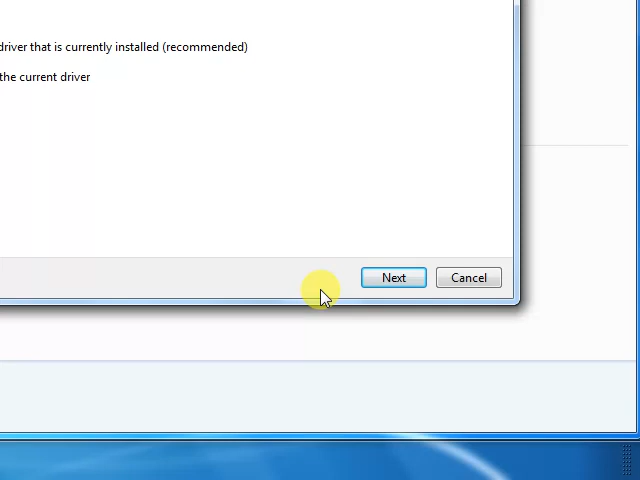 driver that is currently installed (recommended)
the current driver
Next Cancel